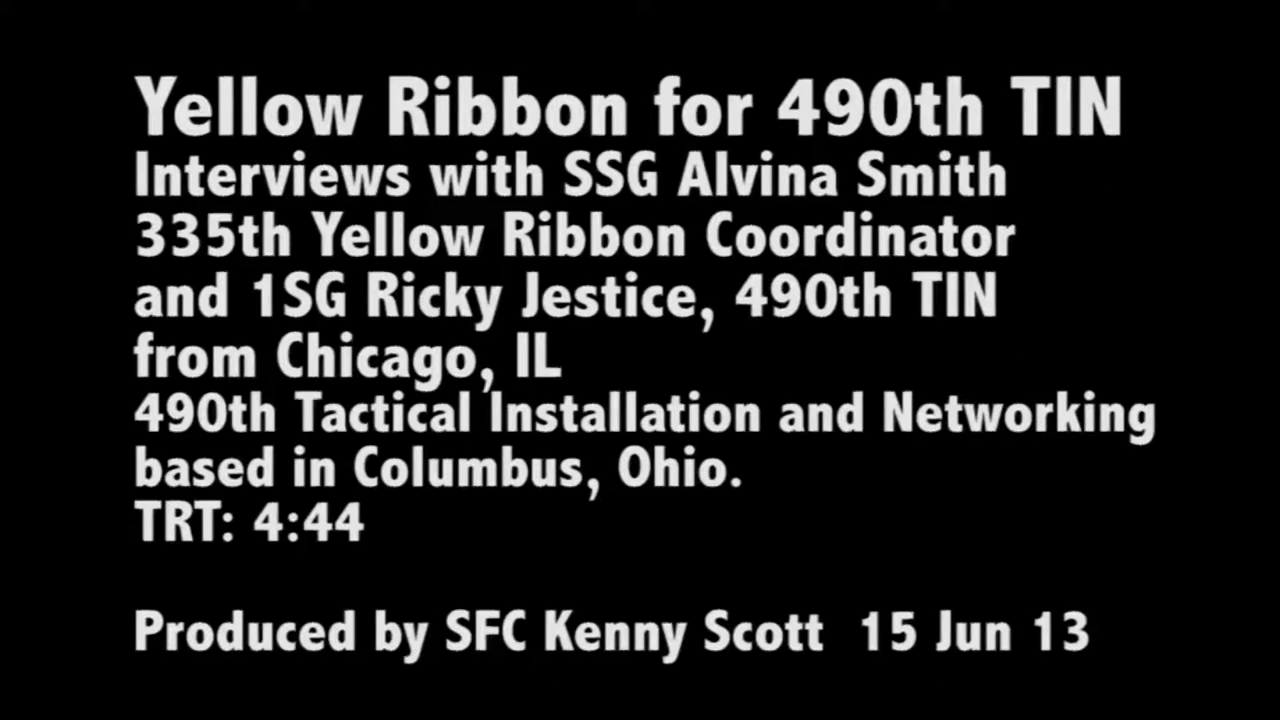 Yellow Ribbon for 490th TIN
Interviews with SSG Alvina Smith
335th Yellow Ribbon Coordinator
and 1SG Ricky Jestice, 490th TIN
from Chicago, IL
490th Tactical Installation and Networking
based in Columbus, Ohio.
TRT: 4:44
Produced by SFC Kenny Scott 15 Jun 13